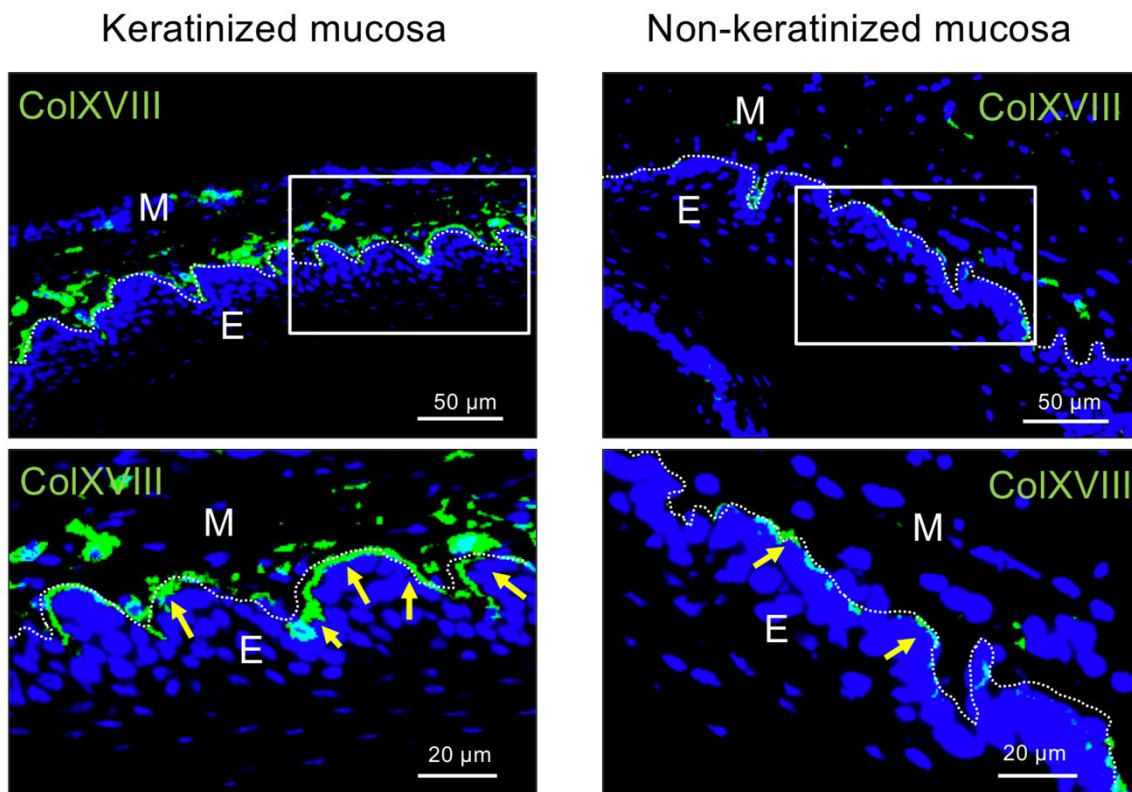 Keratinized mucosa
Non-keratinized mucosa
ColXVIII
M
E
50 µm
ColXVIII
M
E
50 µm
ColXVIII
M
E
20 µm
ColXVIII
M
E
20 µm